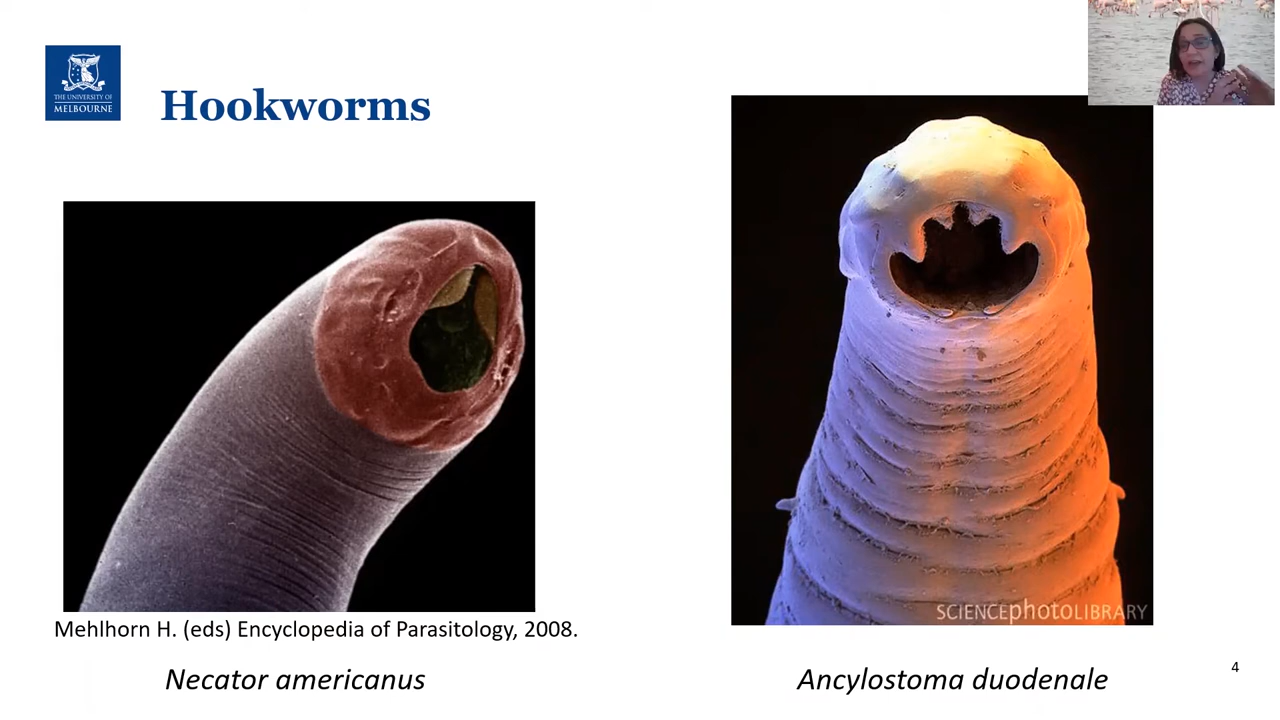 THE UNIVERSITY OF
MELBOURNE
Hookworms
Mehlhorn H. (eds) Encyclopedia of Parasitology, 2008.
Necator americanus
SCIENCEphotoLIBRARY
Ancylostoma duodenale
4